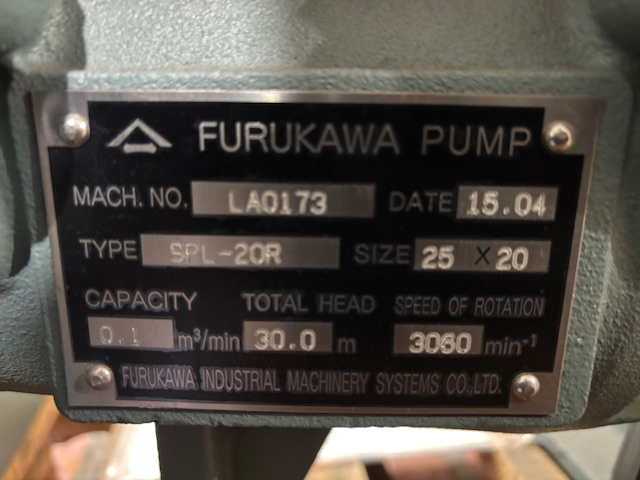 FURUKAWA PUMP
MACH. NO. LA0173 DATE 15.04
TYPE SPL-20R SIZE 25 X 20
CAPACITY TOTAL HEAD SPEED OF ROTATION
0.1 m³/min 30.0 m 3060 min⁻¹
FURUKAWA INDUSTRIAL MACHINERY SYSTEMS CO.,LTD.